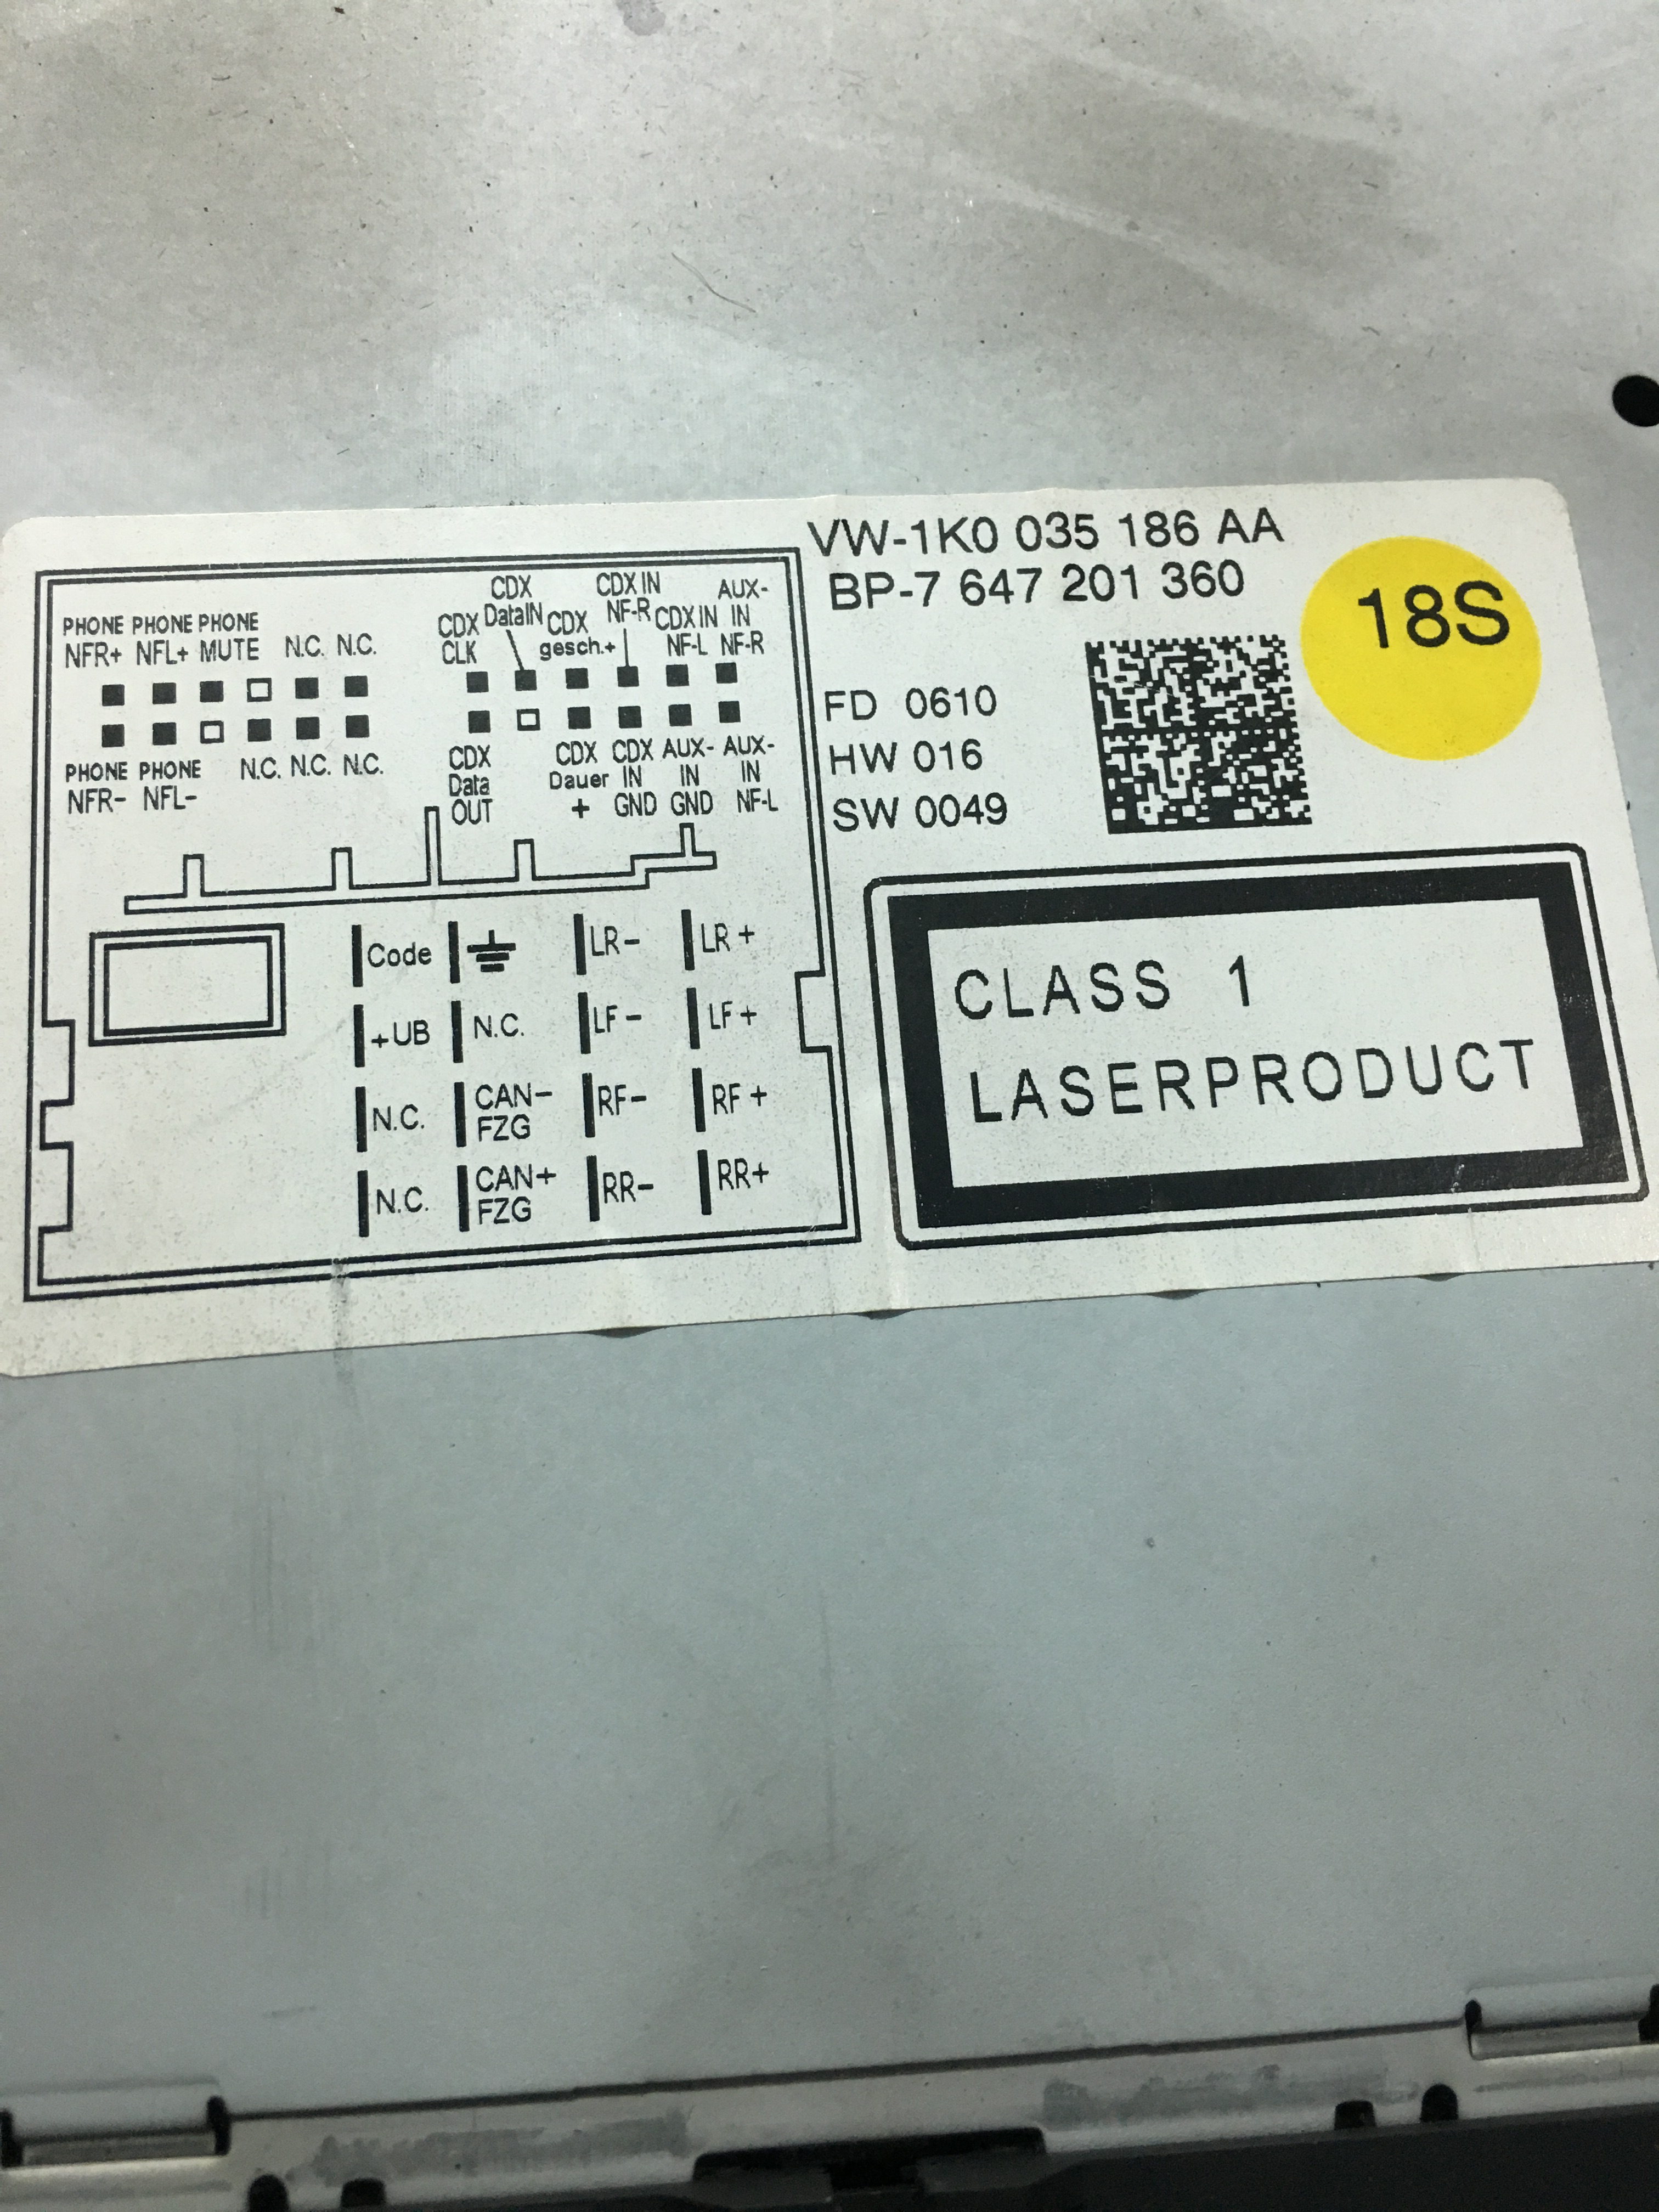 VW-1K0 035 186 AA
BP-7 647 201 360
18S
FD 0610
HW 016
SW 0049
CLASS 1
LASERPRODUCT
PHONE PHONE PHONE
NFR+ NFL+ MUTE N.C. N.C.
PHONE PHONE
NFR- NFL-
N.C. N.C. N.C.
CDX
CLK
CDX
DataIN
CDX
gesch.+
CDX IN
NF-R
CDX IN
NF-L
AUX-
IN
NF-R
CDX
Data
OUT
CDX
Dauer
+
CDX
IN
GND
AUX-
IN
GND
AUX-
IN
NF-L
Code LR- LR+
+UB N.C. LF- LF+
N.C. CAN- FZG RF- RF+
N.C. CAN+ FZG RR- RR+